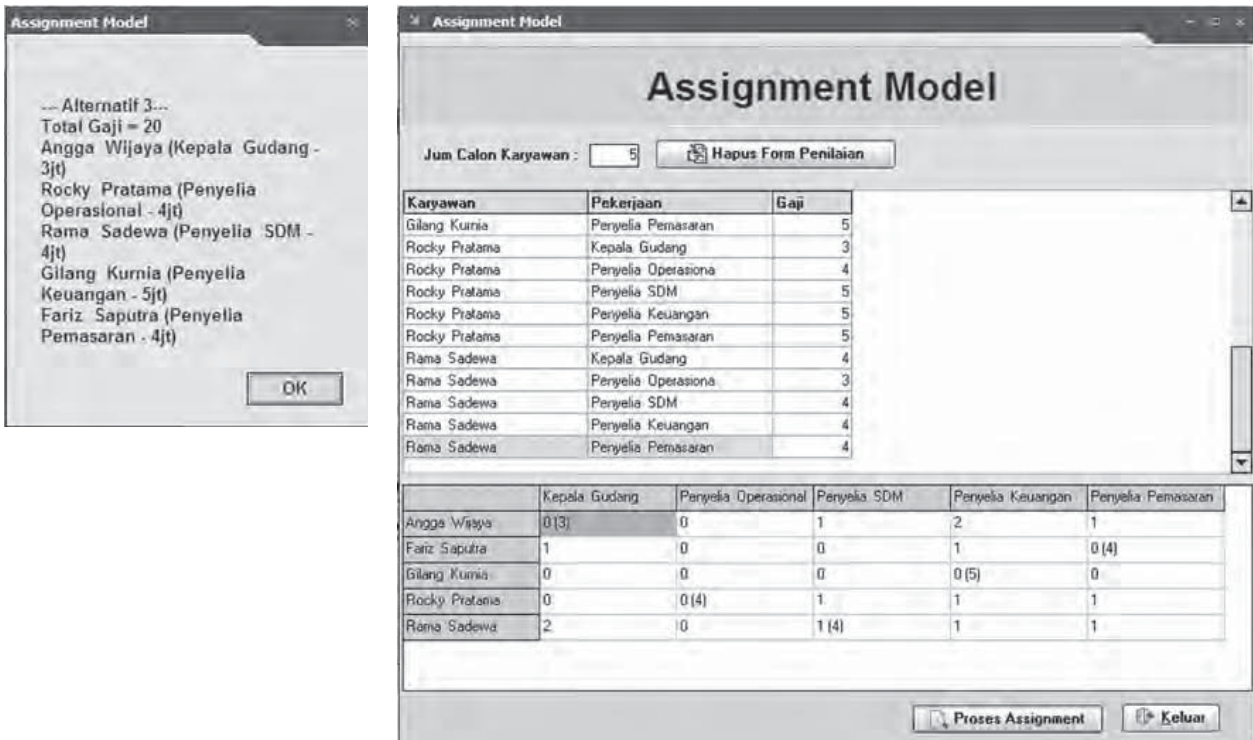 Assignment Model
--- Alternatif 3---
Total Gaji = 20
Angga Wijaya (Kepala Gudang -
3jt)
Rocky Pratama (Penyelia
Operasional - 4jt)
Rama Sadewa (Penyelia SDM -
4jt)
Gilang Kurnia (Penyelia
Keuangan - 5jt)
Fariz Saputra (Penyelia
Pemasaran - 4jt)
OK
Assignment Model
Assignment Model
Jum Calon Karyawan : 5 Hapus Form Penilaian
Karyawan Pekerjaan Gaji
Gilang Kurnia Penyelia Pemasaran 5
Rocky Pratama Kepala Gudang 3
Rocky Pratama Penyelia Operasiona 4
Rocky Pratama Penyelia SDM 5
Rocky Pratama Penyelia Keuangan 5
Rocky Pratama Penyelia Pemasaran 5
Rama Sadewa Kepala Gudang 4
Rama Sadewa Penyelia Operasiona 3
Rama Sadewa Penyelia SDM 4
Rama Sadewa Penyelia Keuangan 4
Rama Sadewa Penyelia Pemasaran 4
Kepala Gudang Penyelia Operasional Penyelia SDM Penyelia Keuangan Penyelia Pemasaran
Angga Wijaya 0 (3) 0 1 2 1
Fariz Saputra 1 0 0 1 0 (4)
Gilang Kurnia 0 0 0 0 (5) 0
Rocky Pratama 0 0 (4) 1 1 1
Rama Sadewa 2 0 1 (4) 1 1
Proses Assignment Keluar